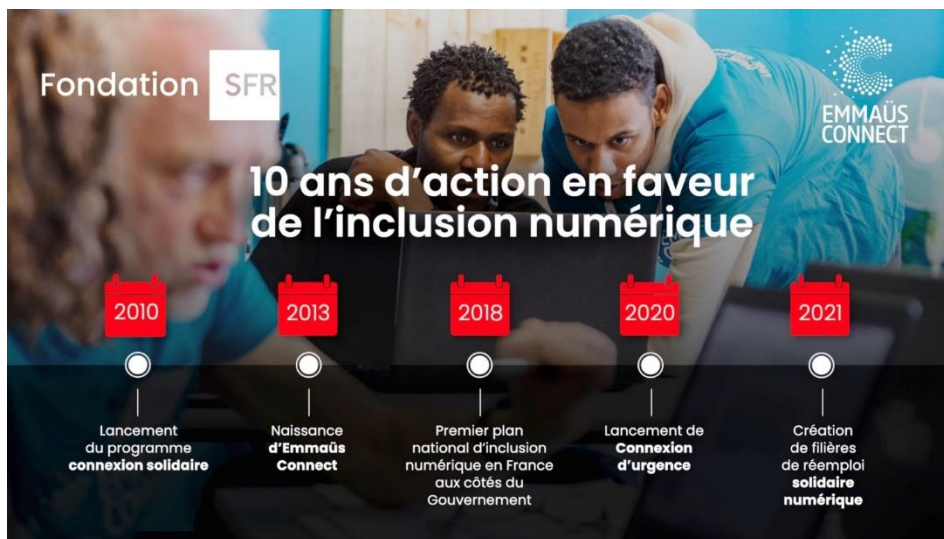 Fondation SFR
EMMAÜS
CONNECT
10 ans d'action en faveur
de l'inclusion numérique
2010
2013
2018
2020
2021
Lancement
du programme
connexion solidaire
Naissance
d'Emmaüs
Connect
Premier plan
national d'inclusion
numérique en France
aux côtés du
Gouvernement
Lancement de
Connexion
d'urgence
Création
de filières
de réemploi
solidaire
numérique